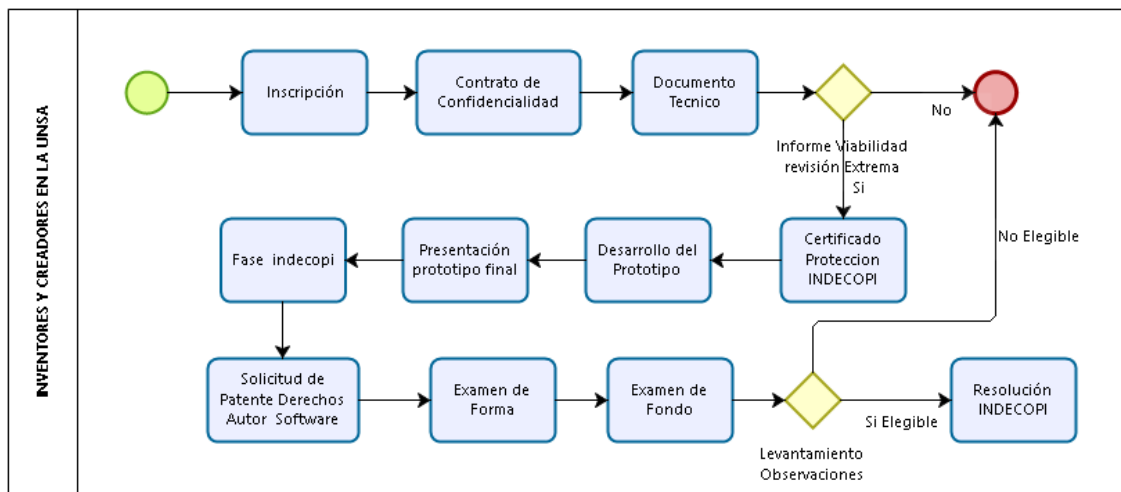 INVENTORES Y CREADORES EN LA UNSA
Inscripción
Contrato de
Confidencialidad
Documento
Tecnico
No
Informe Viabilidad
revisión Extrema
Si
Fase indecopi
Presentación
prototipo final
Desarrollo del
Prototipo
Certificado
Proteccion
INDECOPI
No Elegible
Solicitud de
Patente Derechos
Autor Software
Examen de
Forma
Examen de
Fondo
Si Elegible
Resolución
INDECOPI
Levantamiento
Observaciones